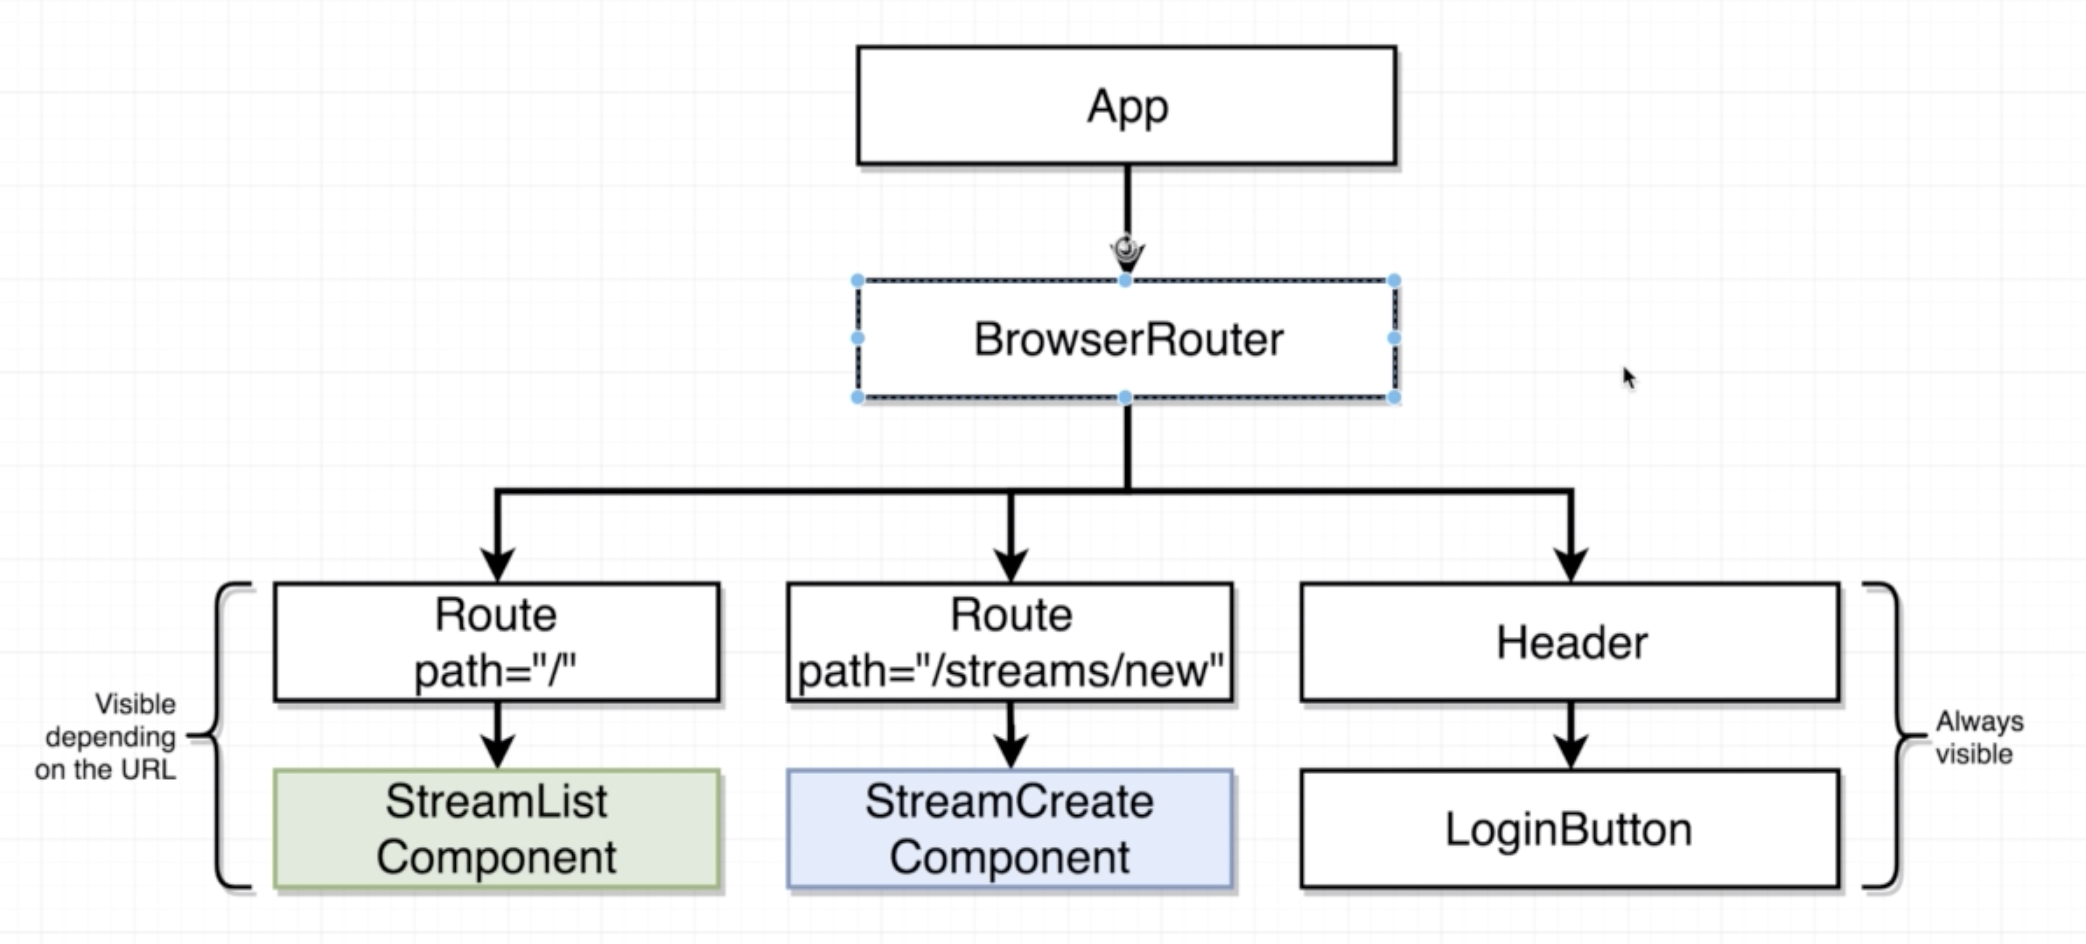 App
BrowserRouter
Route
path="/"
Route
path="/streams/new"
Header
Visible
depending
on the URL
Always
visible
StreamList
Component
StreamCreate
Component
LoginButton